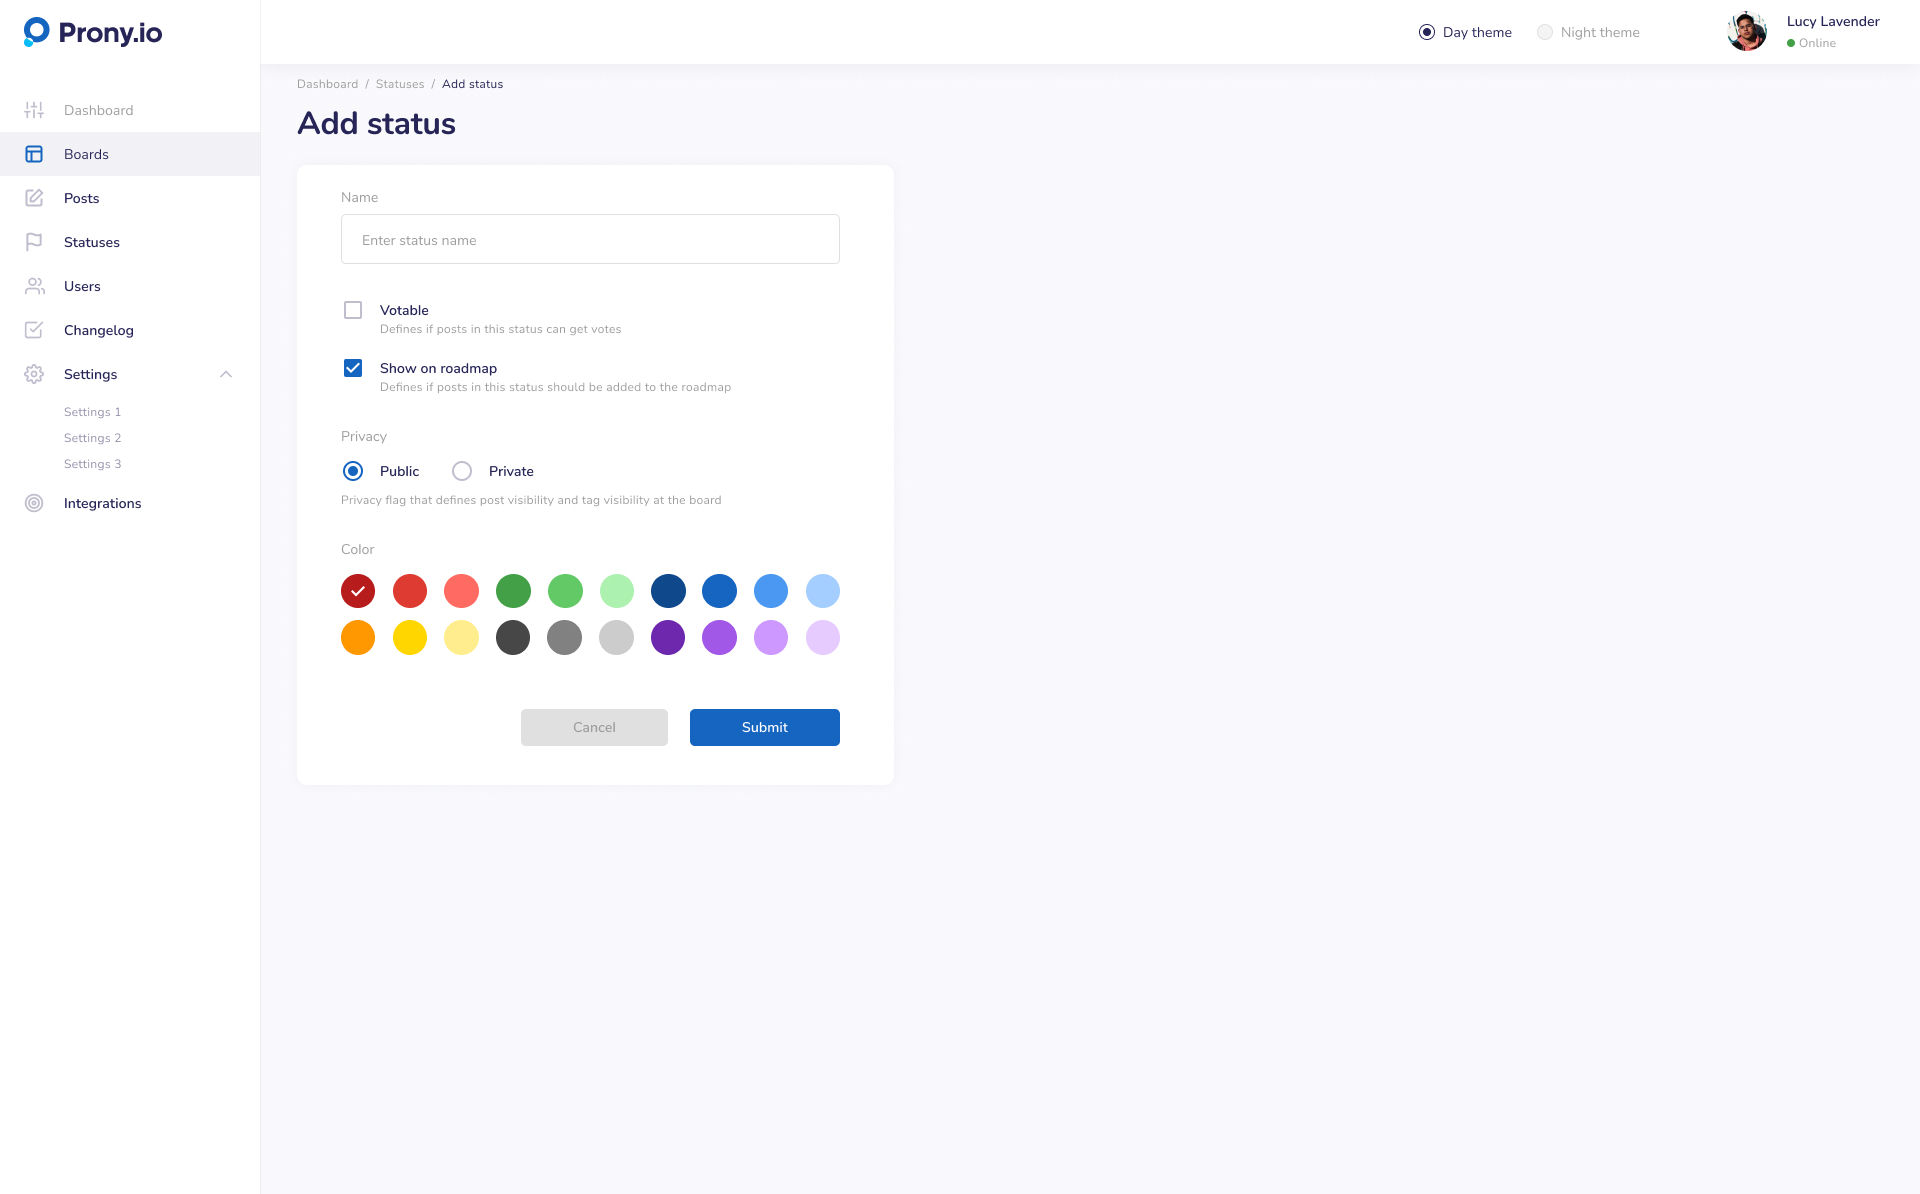 Prony.io
Day theme
Night theme
Lucy Lavender
Online
Dashboard
Boards
Posts
Statuses
Users
Changelog
Settings
Settings 1
Settings 2
Settings 3
Integrations
Dashboard / Statuses / Add status
Add status
Name
Enter status name
Votable
Defines if posts in this status can get votes
Show on roadmap
Defines if posts in this status should be added to the roadmap
Privacy
Public Private
Privacy flag that defines post visibility and tag visibility at the board
Color
Cancel Submit